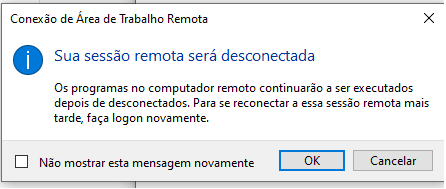 Conexão de Área de Trabalho Remota
Sua sessão remota será desconectada
Os programas no computador remoto continuarão a ser executados
depois de desconectados. Para se reconectar a essa sessão remota mais
tarde, faça logon novamente.
Não mostrar esta mensagem novamente
OK
Cancelar